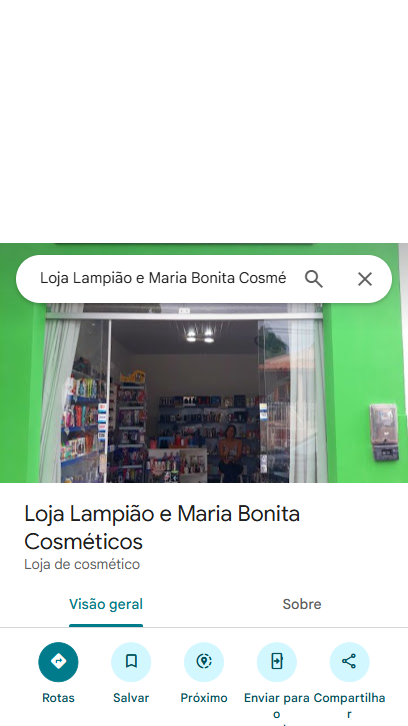 Loja Lampião e Maria Bonita Cosmé
Loja Lampião e Maria Bonita
Cosméticos
Loja de cosmético
Visão geral
Sobre
Rotas
Salvar
Próximo
Enviar para
o
Compartilha
r